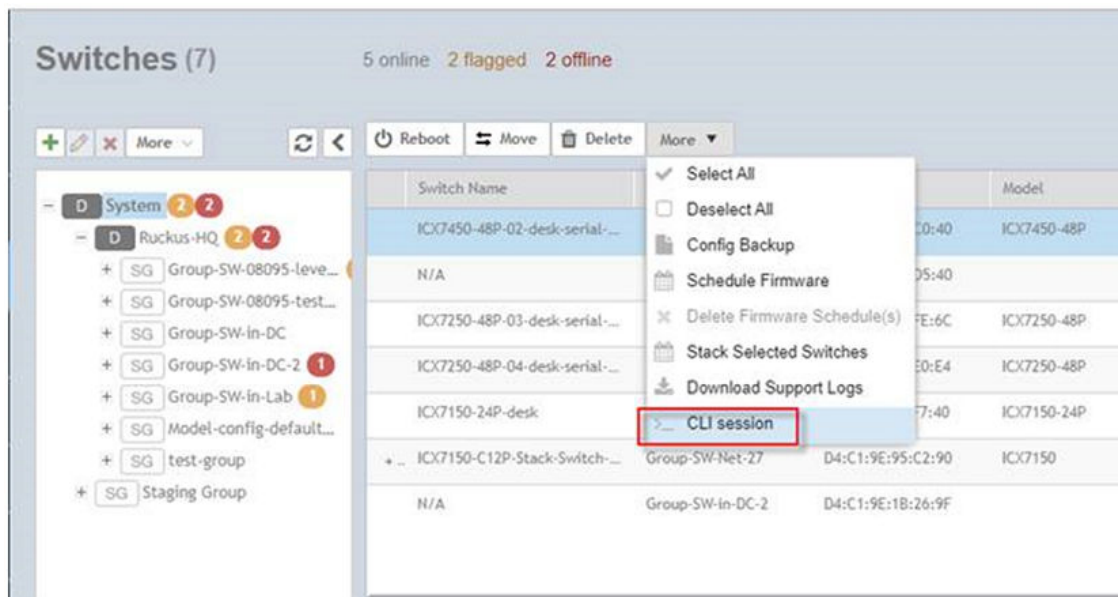 Switches (7)
5 online 2 flagged 2 offline
More
Reboot Move Delete More
D System 2 2
D Ruckus-HQ 2 2
SG Group-SW-08095-leve...
SG Group-SW-08095-test...
SG Group-SW-in-DC
SG Group-SW-in-DC-2 1
SG Group-SW-in-Lab 1
SG Model-config-default...
SG test-group
SG Staging Group
Select All
Deselect All
Config Backup
Schedule Firmware
Delete Firmware Schedule(s)
Stack Selected Switches
Download Support Logs
CLI session
Switch Name Model
ICX7450-48P-02-desk-serial-... C0:40 ICX7450-48P
N/A D5:40
ICX7250-48P-03-desk-serial-... FE:6C ICX7250-48P
ICX7250-48P-04-desk-serial-... E0:E4 ICX7250-48P
ICX7150-24P-desk F7:40 ICX7150-24P
ICX7150-C12P-Stack-Switch-... Group-SW-Net-27 D4:C1:9E:95:C2:90 ICX7150
N/A Group-SW-in-DC-2 D4:C1:9E:1B:26:9F